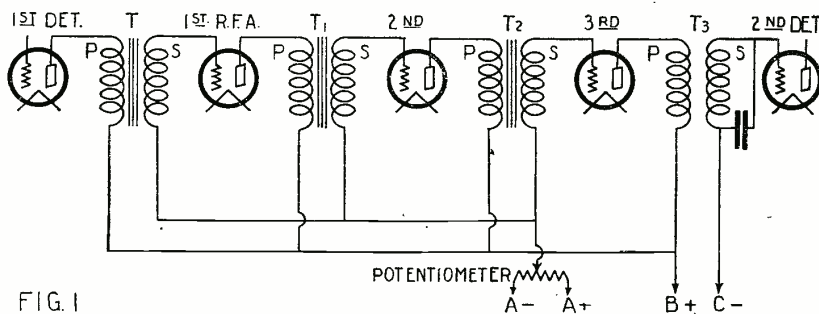 1ST DET. T 1ST R.F.A. T1 2ND T2 3RD T3 2ND DET.
P S P S P S P S
POTENTIOMETER
A- A+ B+ C-
FIG. 1